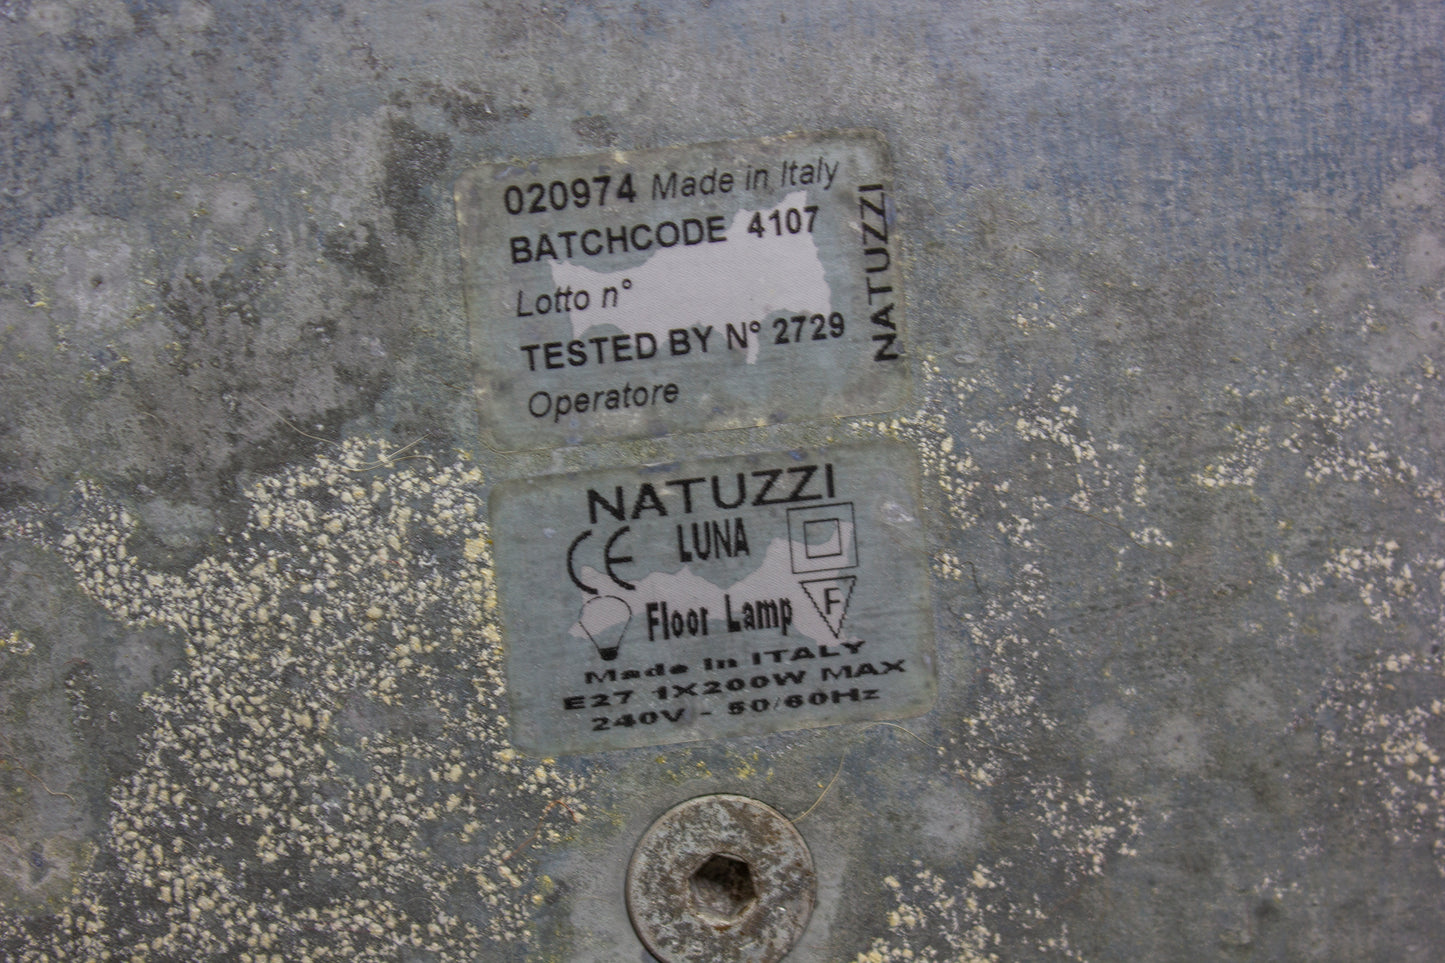 020974 Made in Italy
BATCHCODE 4107
Lotto n°
TESTED BY N° 2729
Operatore
NATUZZI
NATUZZI
CE LUNA
Floor Lamp F
Made in ITALY
E27 1X200W MAX
240V - 50/60Hz